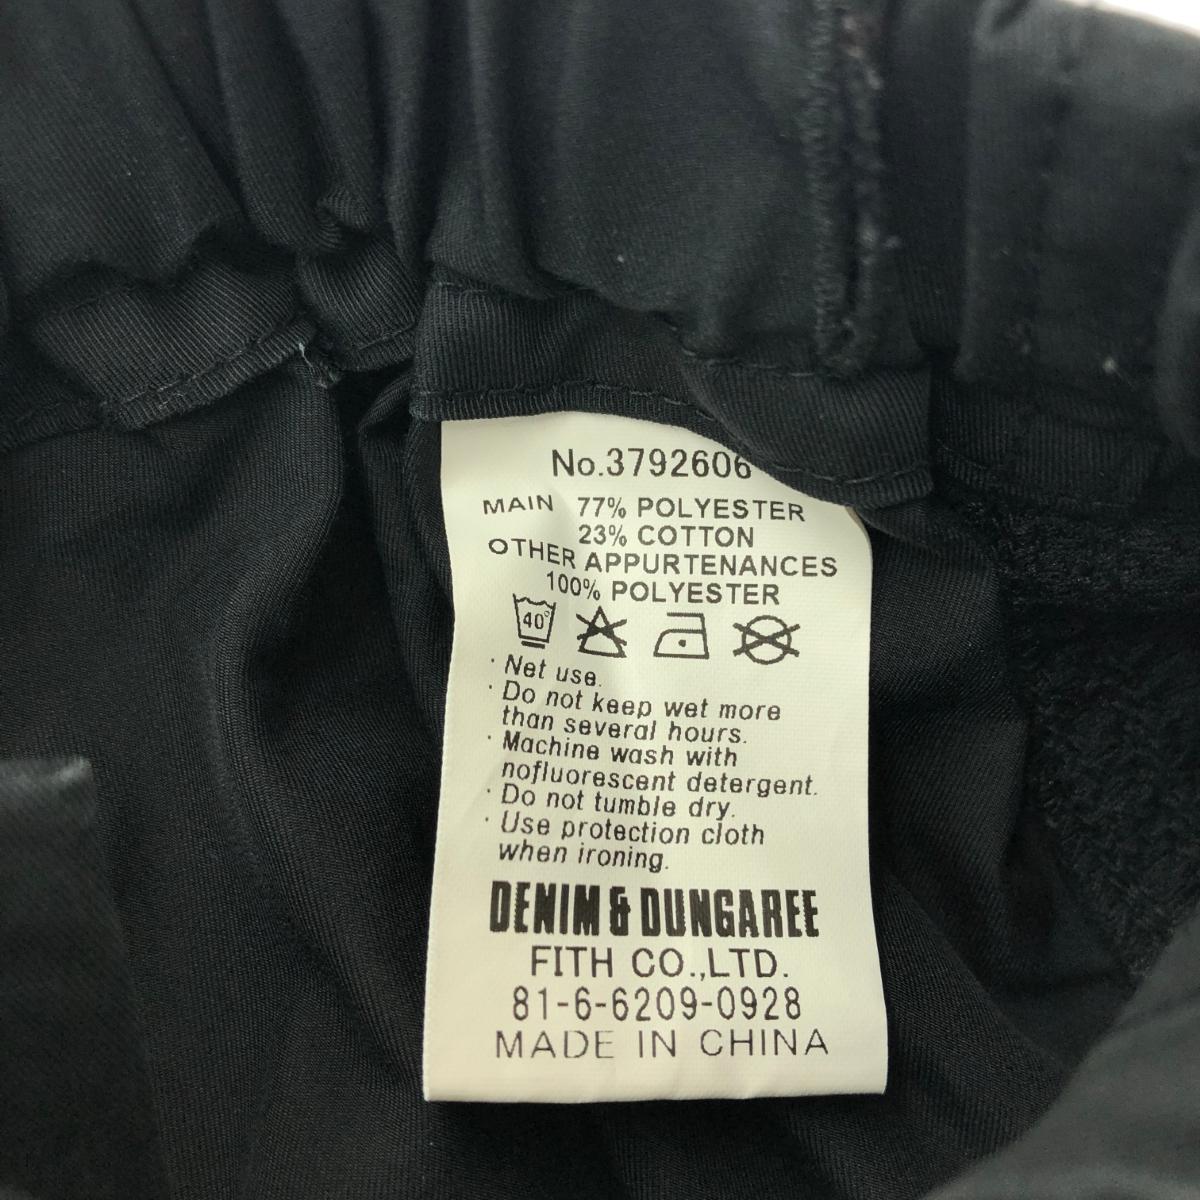 No.3792606
MAIN 77% POLYESTER
23% COTTON
OTHER APPURTENANCES
100% POLYESTER
40°
· Net use.
· Do not keep wet more
than several hours.
· Machine wash with
nofluorescent detergent.
· Do not tumble dry.
· Use protection cloth
when ironing.
DENIM & DUNGAREE
FITH CO.,LTD.
81-6-6209-0928
MADE IN CHINA